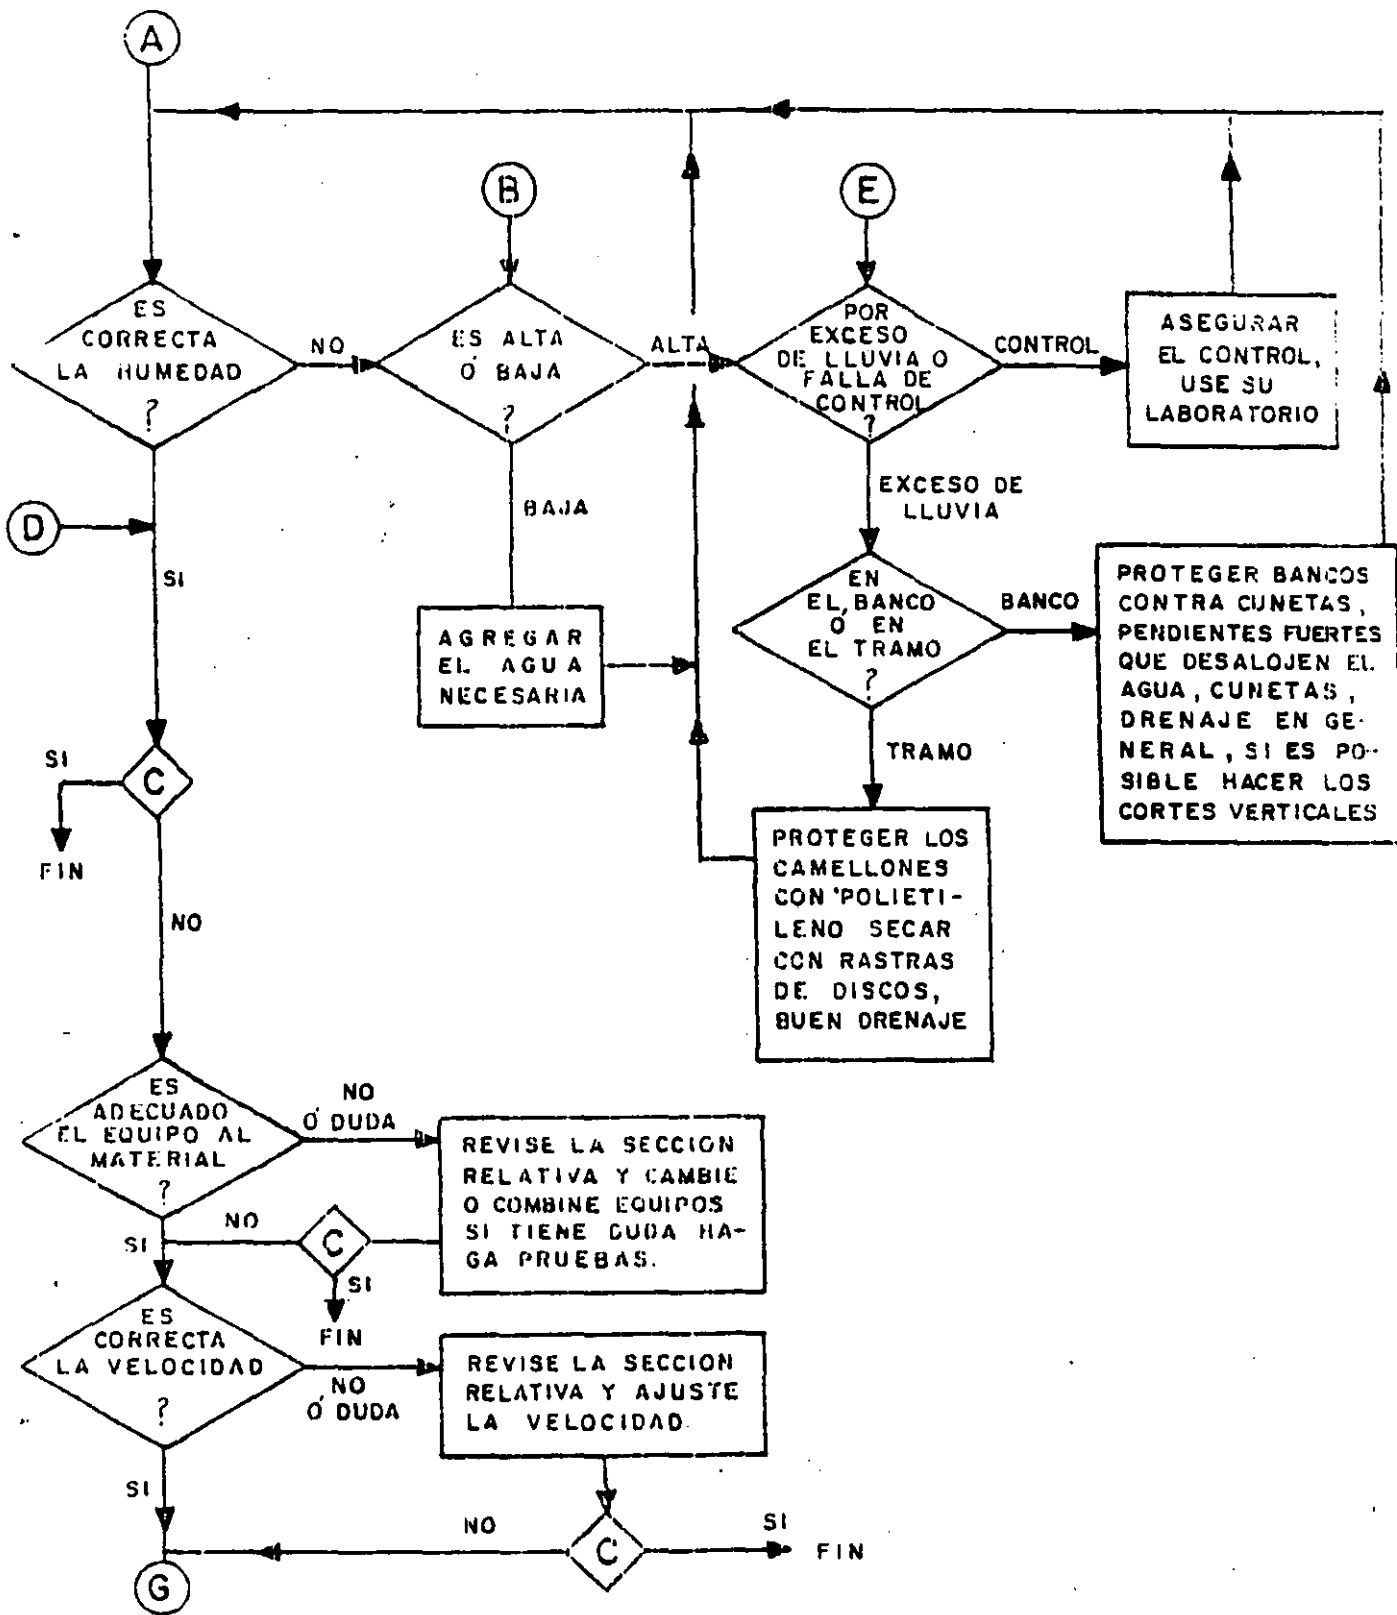 A
B
E
ES
CORRECTA
LA HUMEDAD
?
NO
ES ALTA
Ó BAJA
?
ALTA
POR
EXCESO
DE LLUVIA O
FALLA DE
CONTROL
?
CONTROL
ASEGURAR
EL CONTROL,
USE SU
LABORATORIO
D
SI
BAJA
EXCESO DE
LLUVIA
AGREGAR
EL AGUA
NECESARIA
EN
EL BANCO
Ó EN
EL TRAMO
?
BANCO
PROTEGER BANCOS
CONTRA CUNETAS,
PENDIENTES FUERTES
QUE DESALOJEN EL
AGUA, CUNETAS,
DRENAJE EN GE-
NERAL, SI ES PO-
SIBLE HACER LOS
CORTES VERTICALES
TRAMO
SI
C
FIN
NO
PROTEGER LOS
CAMELLONES
CON POLIETI-
LENO SECAR
CON RASTRAS
DE DISCOS,
BUEN DRENAJE
ES
ADECUADO
EL EQUIPO AL
MATERIAL
?
NO
Ó DUDA
REVISE LA SECCION
RELATIVA Y CAMBIE
O COMBINE EQUIPOS
SI TIENE DUDA HA-
GA PRUEBAS.
SI
NO
C
SI
FIN
ES
CORRECTA
LA VELOCIDAD
?
NO
Ó DUDA
REVISE LA SECCION
RELATIVA Y AJUSTE
LA VELOCIDAD
SI
NO
C
SI
FIN
G